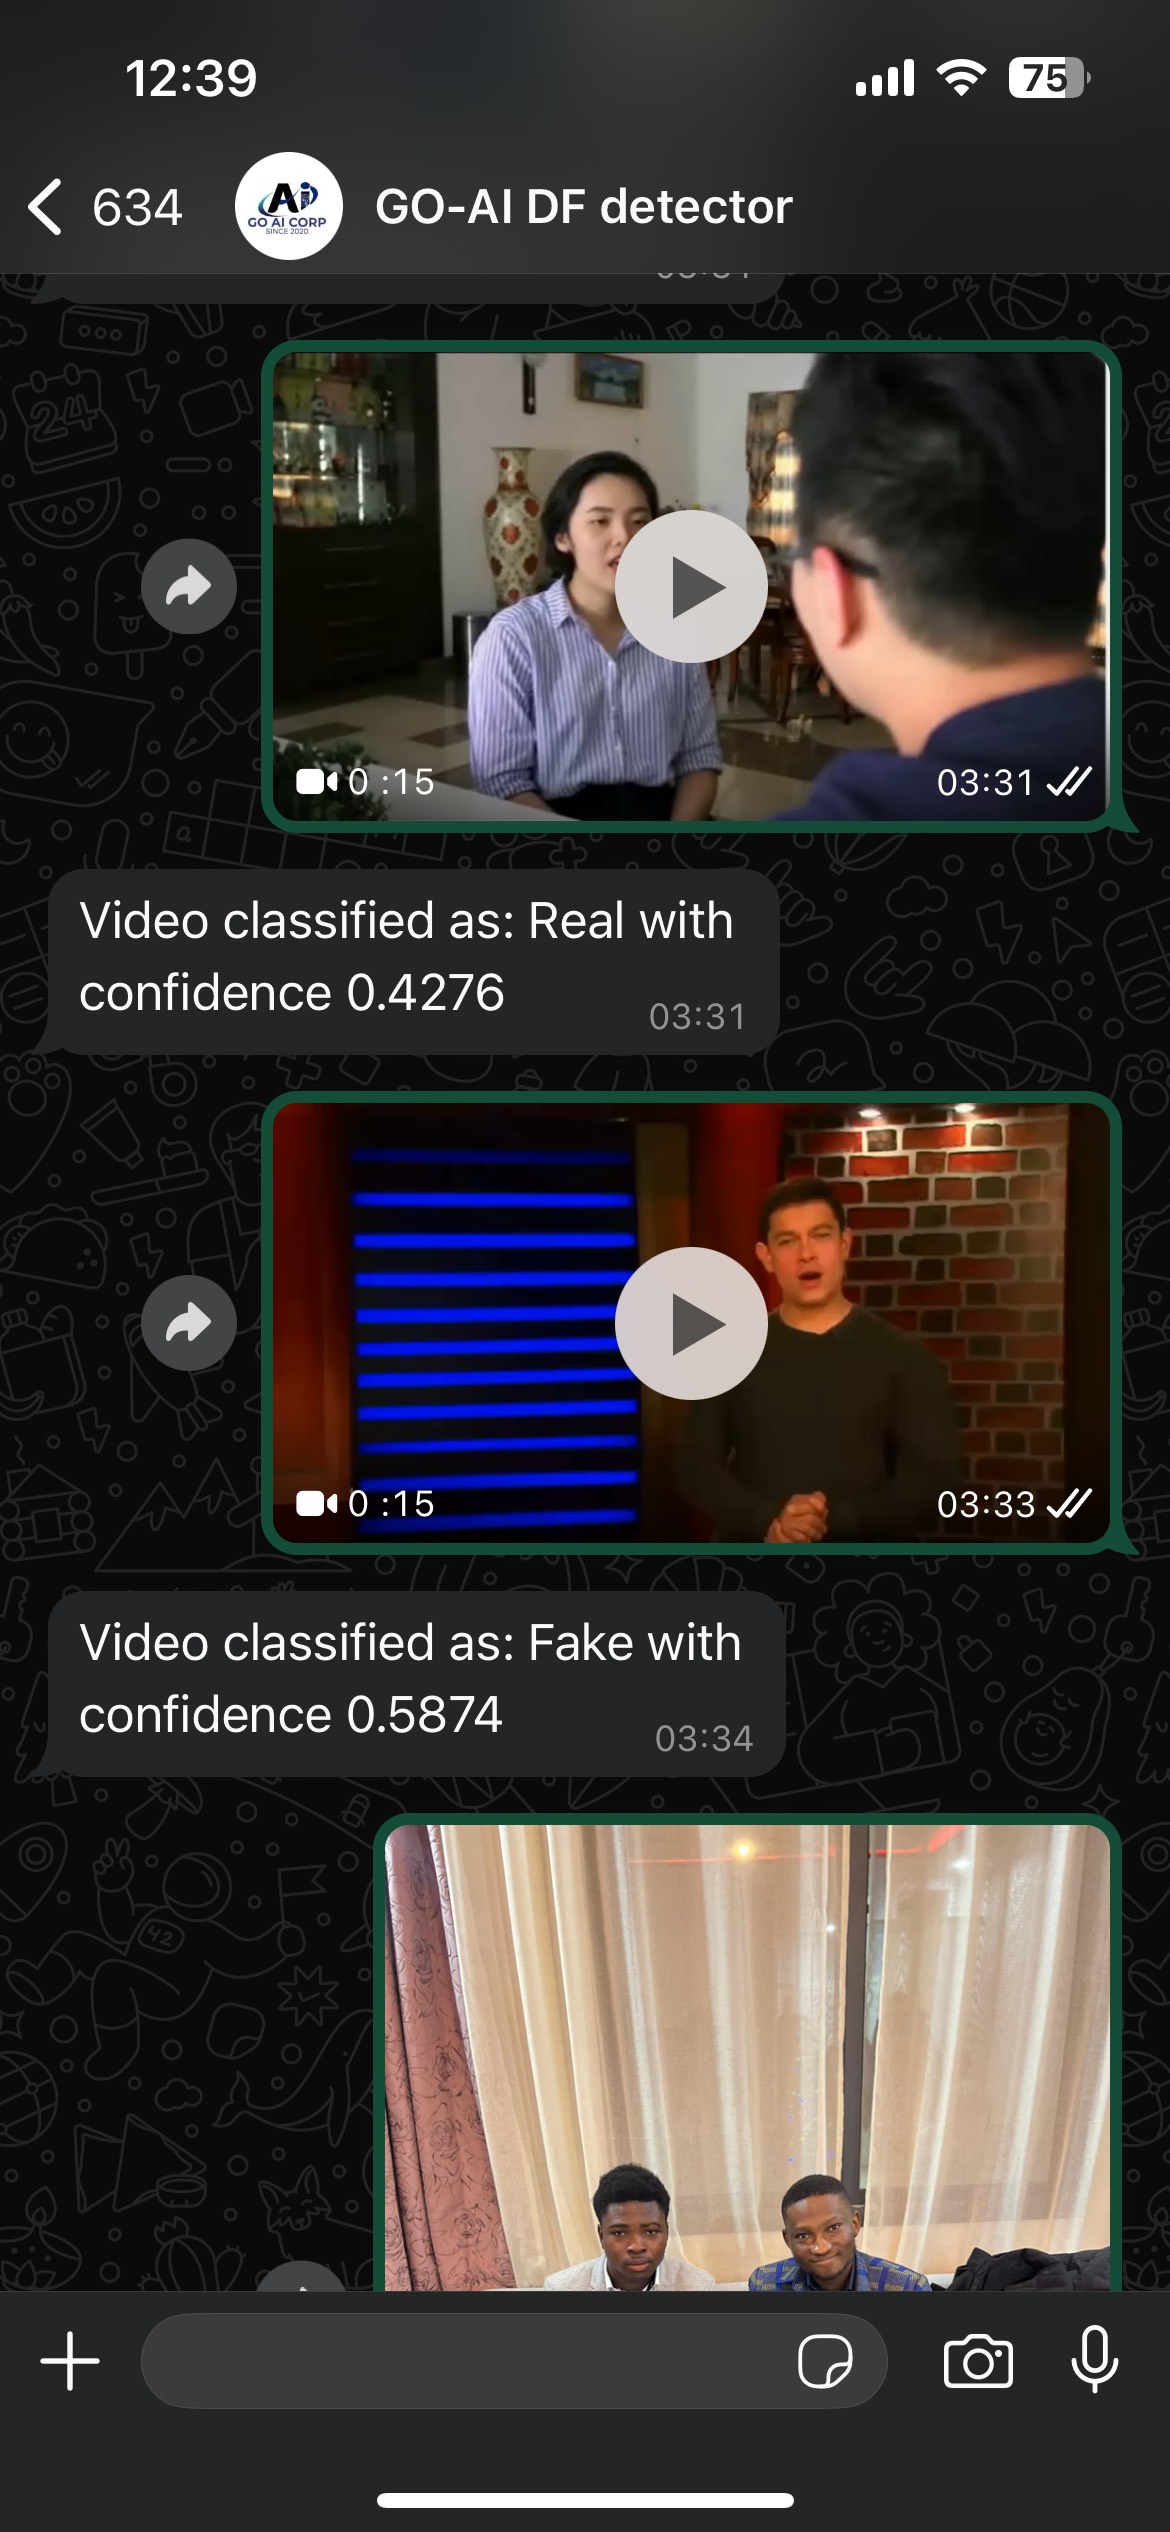 12:39
75
634
Ai
GO AI CORP
SINCE 2020
GO-AI DF detector
0:15
03:31
Video classified as: Real with
confidence 0.4276
03:31
0:15
03:33
Video classified as: Fake with
confidence 0.5874
03:34